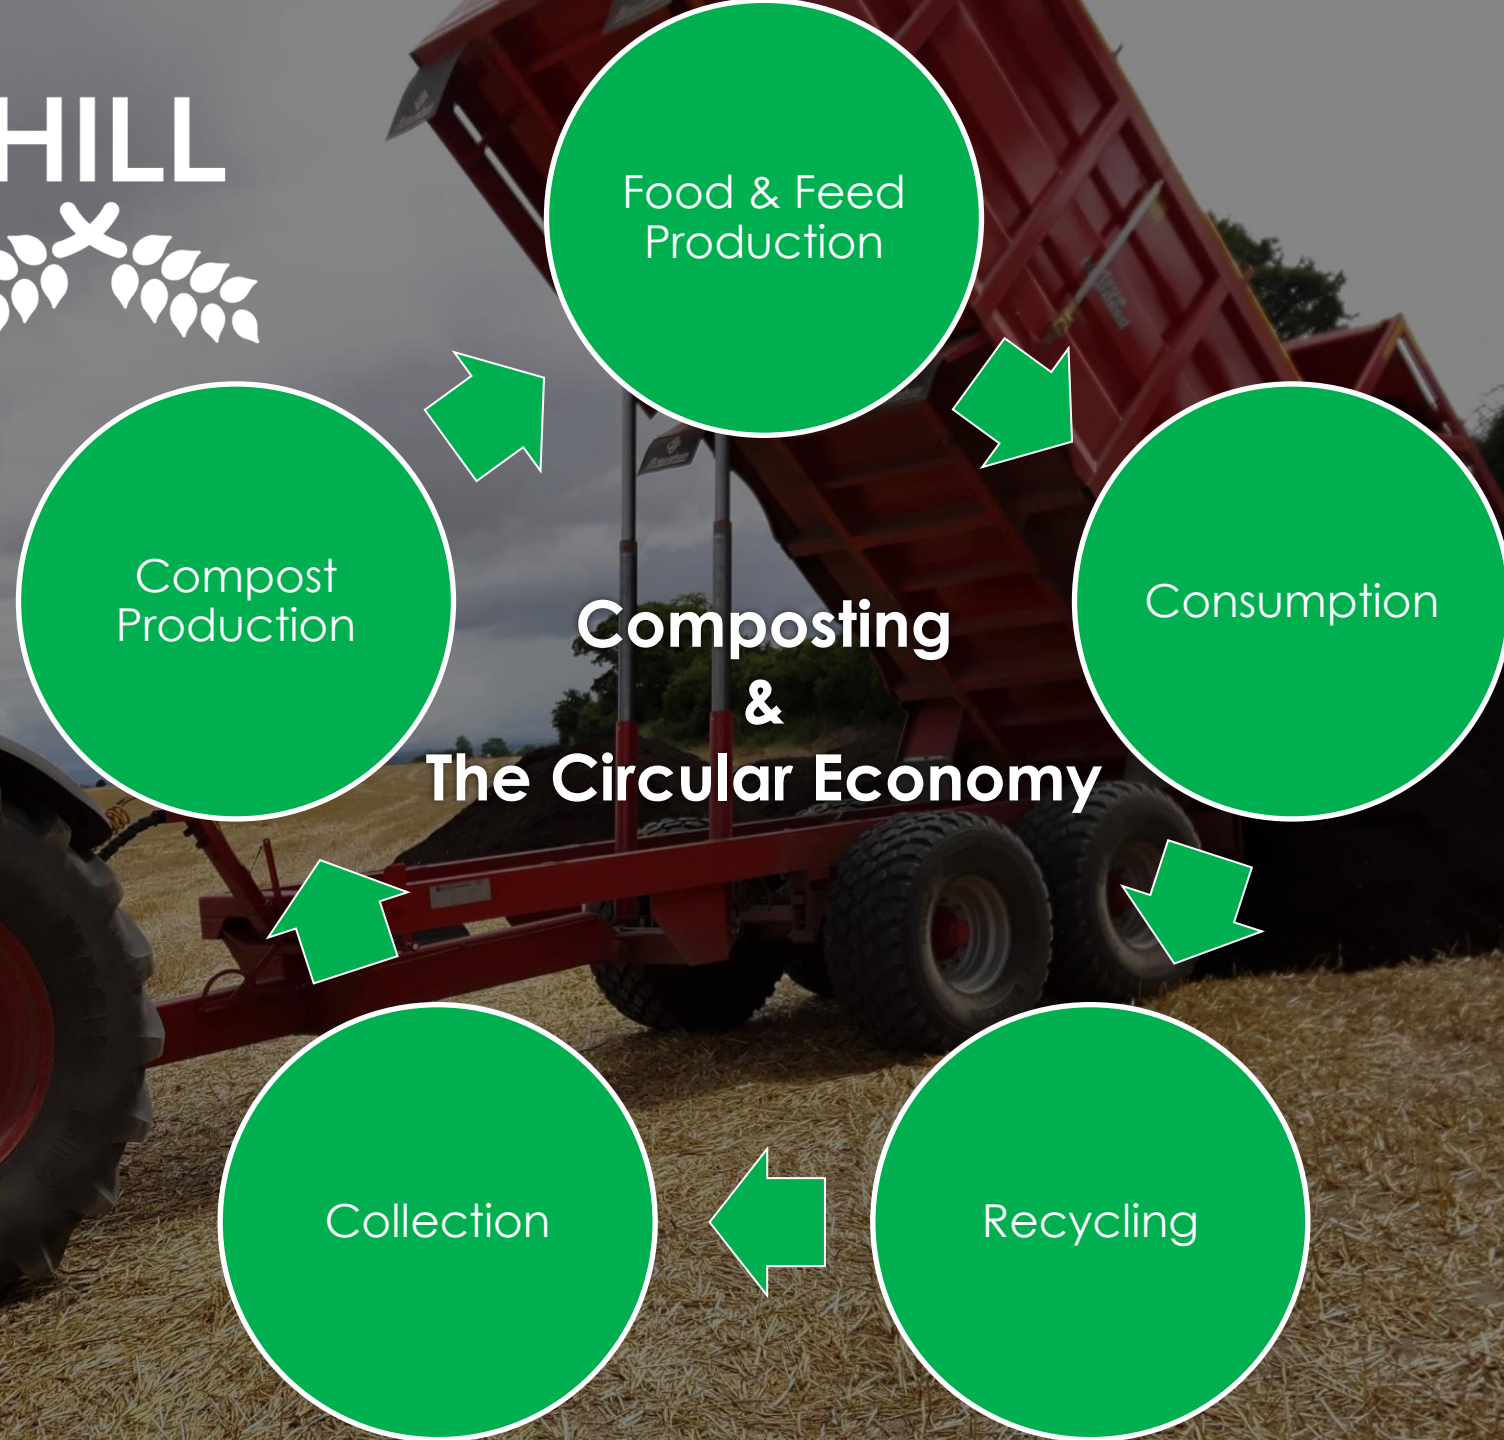 HILL
Food & Feed
Production
Compost
Production
Consumption
Composting
&
The Circular Economy
Collection
Recycling